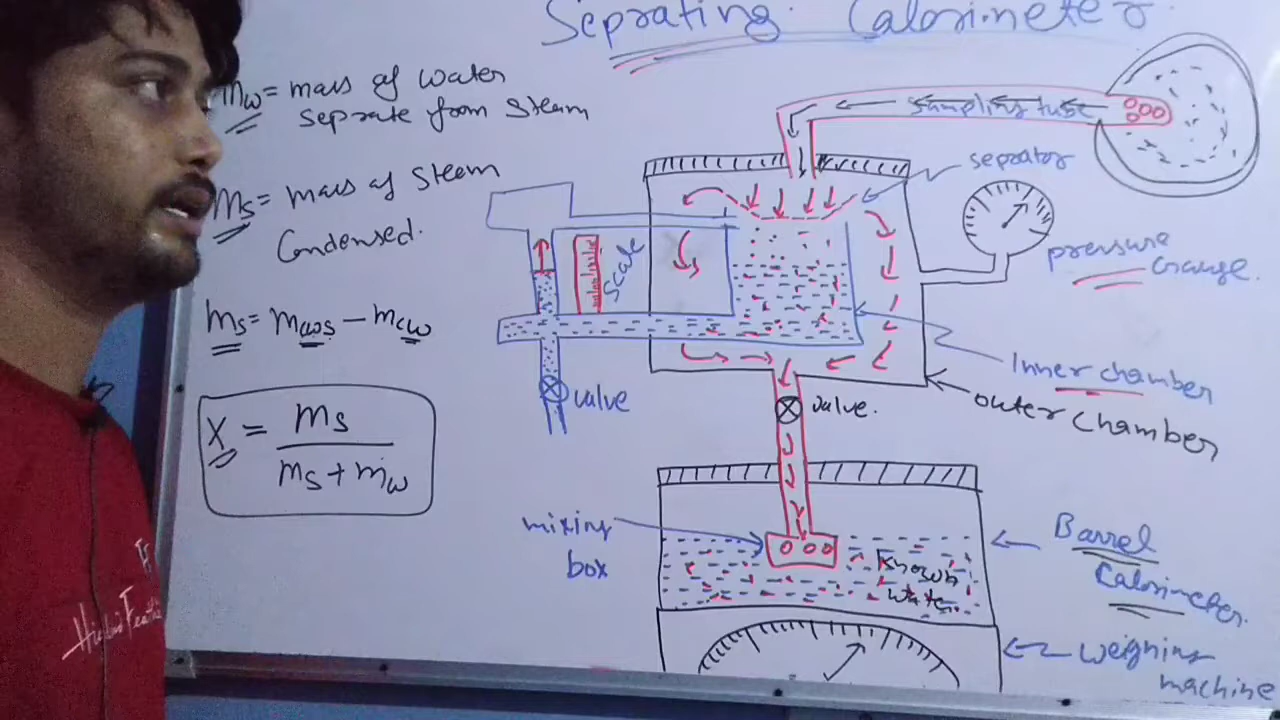 Seprating Calorimeter
mw = mass of water
seprate from steam
ms = mass of steam
Condensed.
ms = mcws − mcw
X = ms / ms + mw
sampling tube
seprator
pressure
Gauge.
Scale
valve
Inner chamber
outer chamber
valve.
mixing
box
Known
water
Barrel
Calorimeter.
weighing
machine